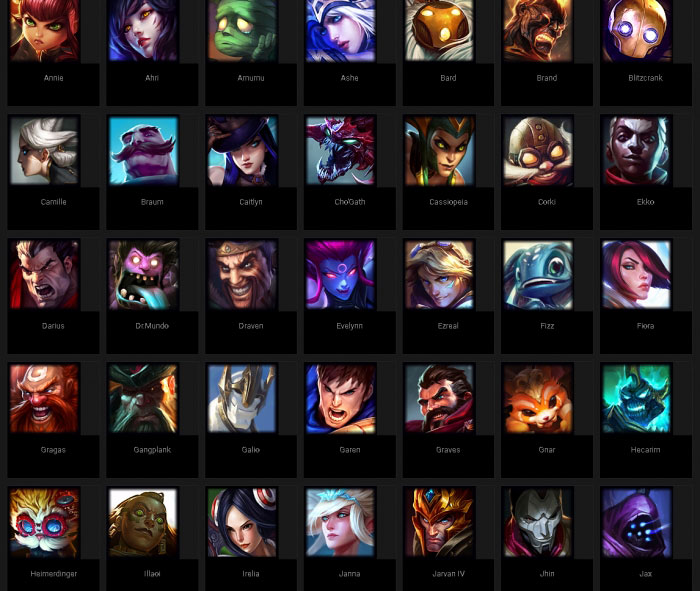 Annie Ahri Amumu Ashe Bard Brand Blitzcrank
Camille Braum Caitlyn Cho'Gath Cassiopeia Corki Ekko
Darius Dr.Mundo Draven Evelynn Ezreal Fizz Fiora
Gragas Gangplank Galio Garen Graves Gnar Hecarim
Heimerdinger Illaoi Irelia Janna Jarvan IV Jhin Jax